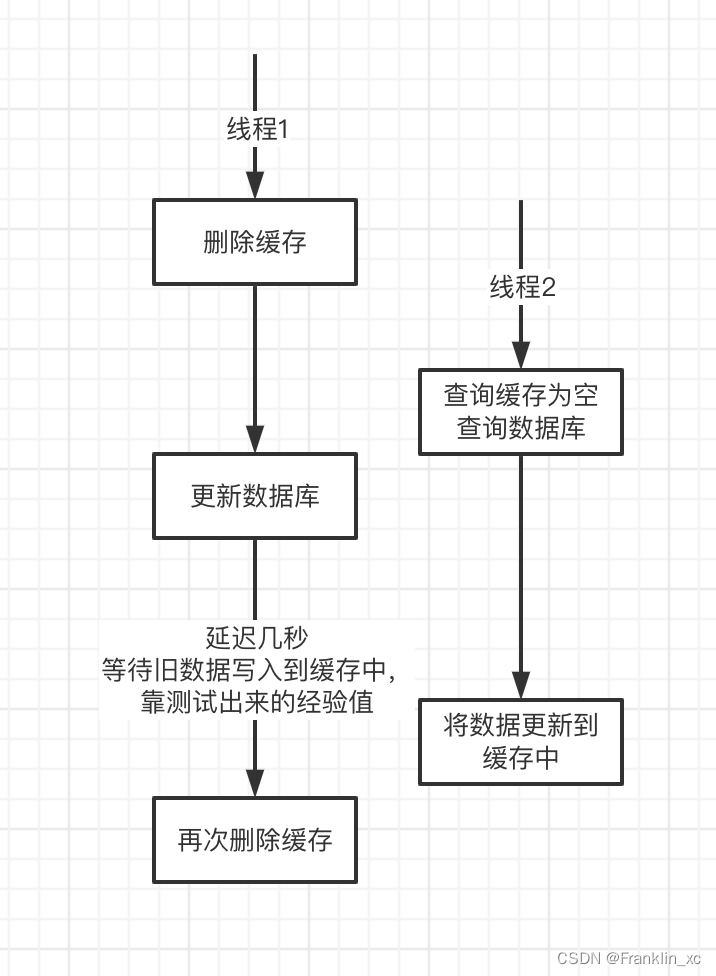 线程1
删除缓存
线程2
查询缓存为空
查询数据库
更新数据库
延迟几秒
等待旧数据写入到缓存中，
靠测试出来的经验值
将数据更新到
缓存中
再次删除缓存
CSDN @Franklin_xc